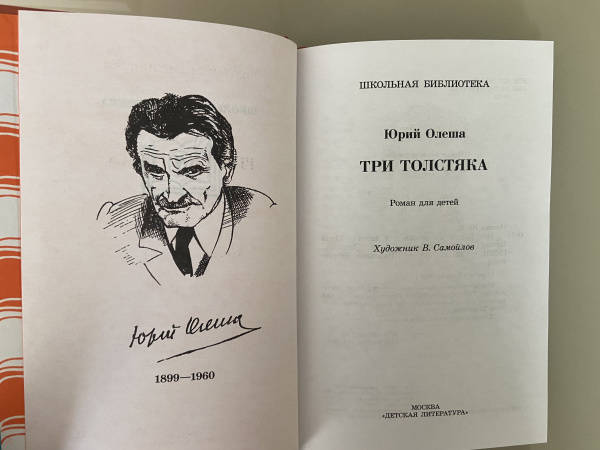 Юрий Олеша
1899—1960
ШКОЛЬНАЯ БИБЛИОТЕКА
Юрий Олеша
ТРИ ТОЛСТЯКА
Роман для детей
Художник В. Самойлов
МОСКВА
«ДЕТСКАЯ ЛИТЕРАТУРА»